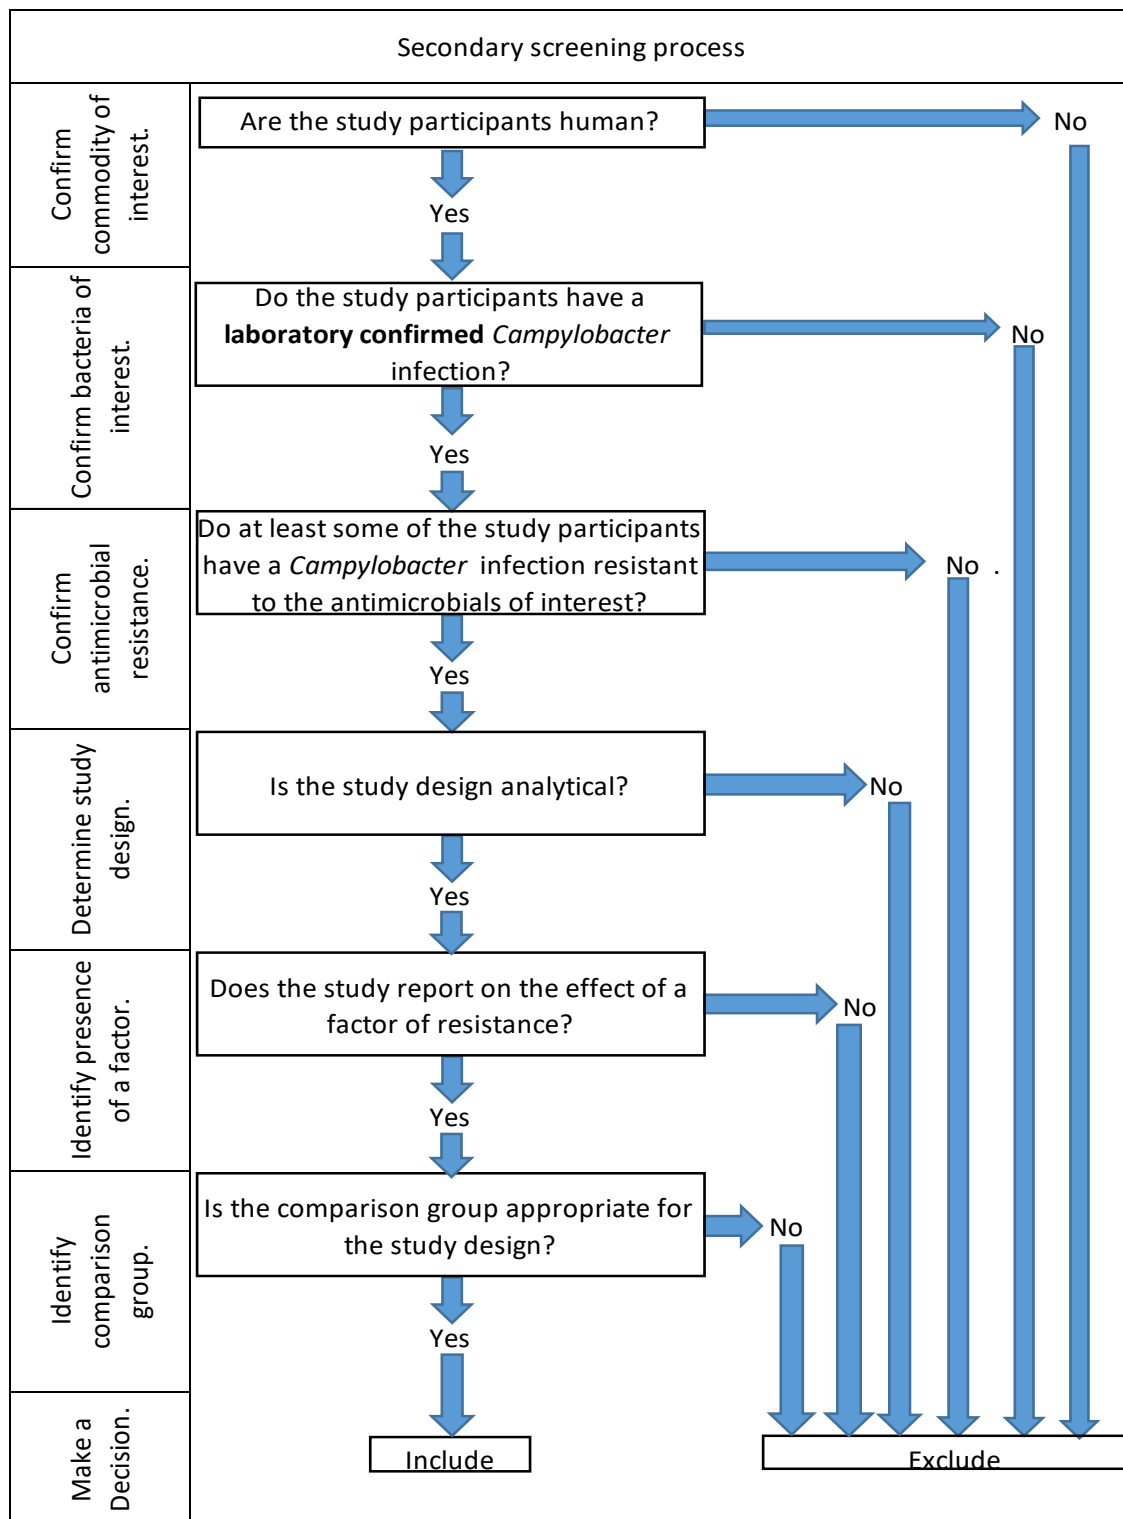 Secondary screening process
Confirm
commodity of
interest.
Are the study participants human?
No
Yes
Confirm bacteria of
interest.
Do the study participants have a
laboratory confirmed Campylobacter
infection?
No
Yes
Confirm
antimicrobial
resistance.
Do at least some of the study participants
have a Campylobacter infection resistant
to the antimicrobials of interest?
No .
Yes
Determine study
design.
Is the study design analytical?
No
Yes
Identify presence
of a factor.
Does the study report on the effect of a
factor of resistance?
No
Yes
Identify
comparison
group.
Is the comparison group appropriate for
the study design?
No
Yes
Make a
Decision.
Include
Exclude